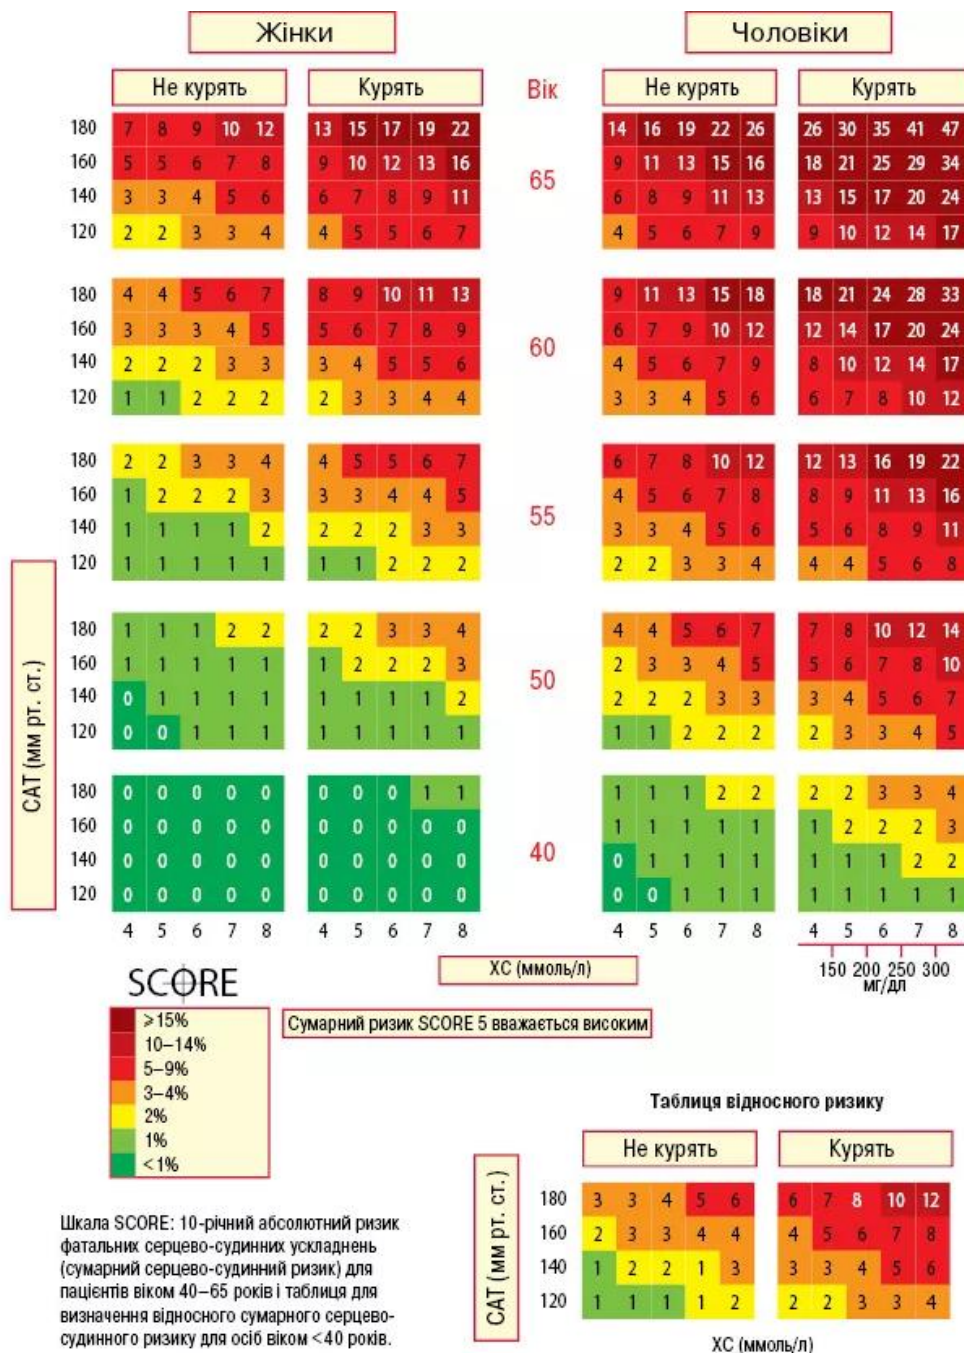 Жінки Чоловіки
Не курять Курять Вік Не курять Курять
180 7 8 9 10 12 13 15 17 19 22 14 16 19 22 26 26 30 35 41 47
160 5 5 6 7 8 9 10 12 13 16 9 11 13 15 16 18 21 25 29 34
65
140 3 3 4 5 6 6 7 8 9 11 6 8 9 11 13 13 15 17 20 24
120 2 2 3 3 4 4 5 5 6 7 4 5 6 7 9 9 10 12 14 17
180 4 4 5 6 7 8 9 10 11 13 9 11 13 15 18 18 21 24 28 33
160 3 3 3 4 5 5 6 7 8 9 6 7 9 10 12 12 14 17 20 24
60
140 2 2 2 3 3 3 4 5 5 6 4 5 6 7 9 8 10 12 14 17
120 1 1 2 2 2 2 3 3 4 4 3 3 4 5 6 6 7 8 10 12
180 2 2 3 3 4 4 5 5 6 7 6 7 8 10 12 12 13 16 19 22
160 1 2 2 2 3 3 3 4 4 5 4 5 6 7 8 8 9 11 13 16
55
140 1 1 1 1 2 2 2 2 3 3 3 3 4 5 6 5 6 8 9 11
120 1 1 1 1 1 1 1 2 2 2 2 2 3 3 4 4 4 5 6 8
180 1 1 1 2 2 2 2 3 3 4 4 4 5 6 7 7 8 10 12 14
160 1 1 1 1 1 1 2 2 2 3 2 3 3 4 5 5 6 7 8 10
50
140 0 1 1 1 1 1 1 1 1 2 2 2 2 3 3 3 4 5 6 7
120 0 0 1 1 1 1 1 1 1 1 1 1 2 2 2 2 3 3 4 5
180 0 0 0 0 0 0 0 0 1 1 1 1 1 2 2 2 2 3 3 4
160 0 0 0 0 0 0 0 0 0 0 1 1 1 1 1 1 2 2 2 3
40
140 0 0 0 0 0 0 0 0 0 0 0 1 1 1 1 1 1 1 2 2
120 0 0 0 0 0 0 0 0 0 0 0 0 1 1 1 1 1 1 1 1
САТ (мм рт. ст.)
4 5 6 7 8 4 5 6 7 8 4 5 6 7 8 4 5 6 7 8
ХС (ммоль/л)
150 200 250 300
мг/дл
SCORE
⩾15%
10–14%
5–9%
3–4%
2%
1%
<1%
Сумарний ризик SCORE 5 вважається високим
Шкала SCORE: 10-річний абсолютний ризик
фатальних серцево-судинних ускладнень
(сумарний серцево-судинний ризик) для
пацієнтів віком 40–65 років і таблиця для
визначення відносного сумарного серцево-
судинного ризику для осіб віком <40 років.
Таблиця відносного ризику
Не курять Курять
180 3 3 4 5 6 6 7 8 10 12
160 2 3 3 4 4 4 5 6 7 8
140 1 2 2 1 3 3 3 4 5 6
120 1 1 1 1 2 2 2 3 3 4
САТ (мм рт. ст.)
ХС (ммоль/л)